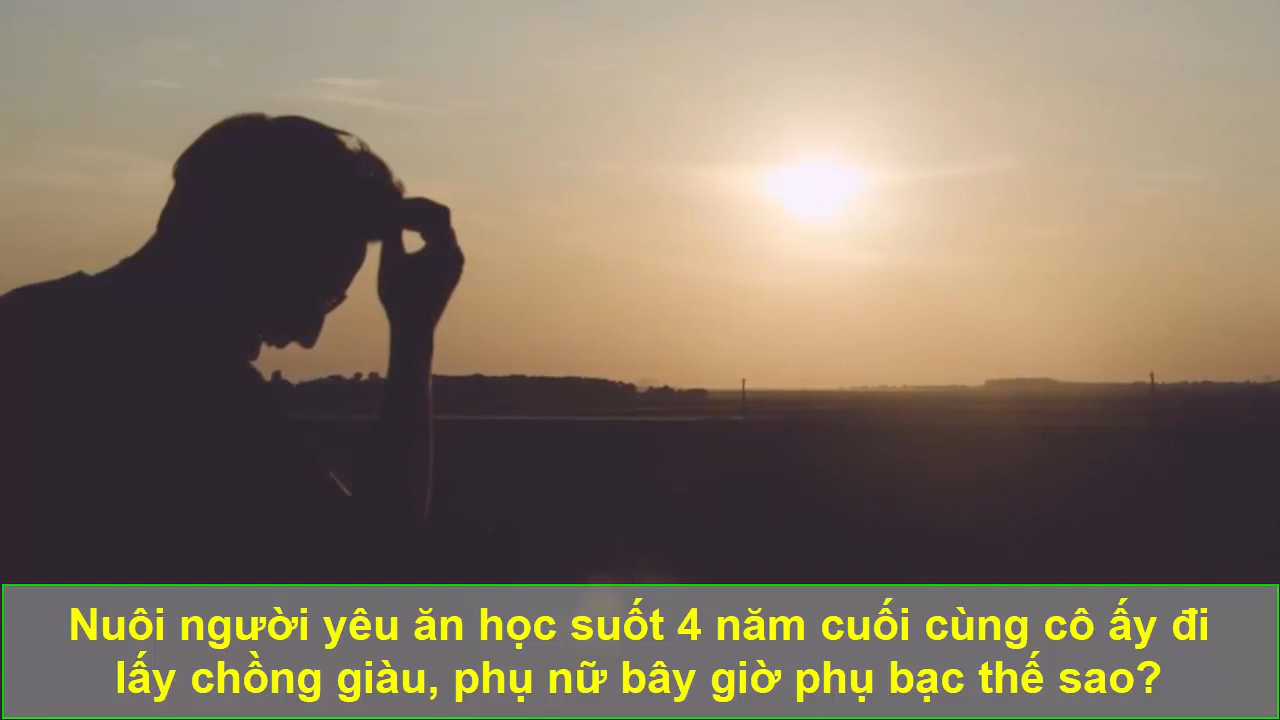 Nuôi người yêu ăn học suốt 4 năm cuối cùng cô ấy đi
lấy chồng giàu, phụ nữ bây giờ phụ bạc thế sao?